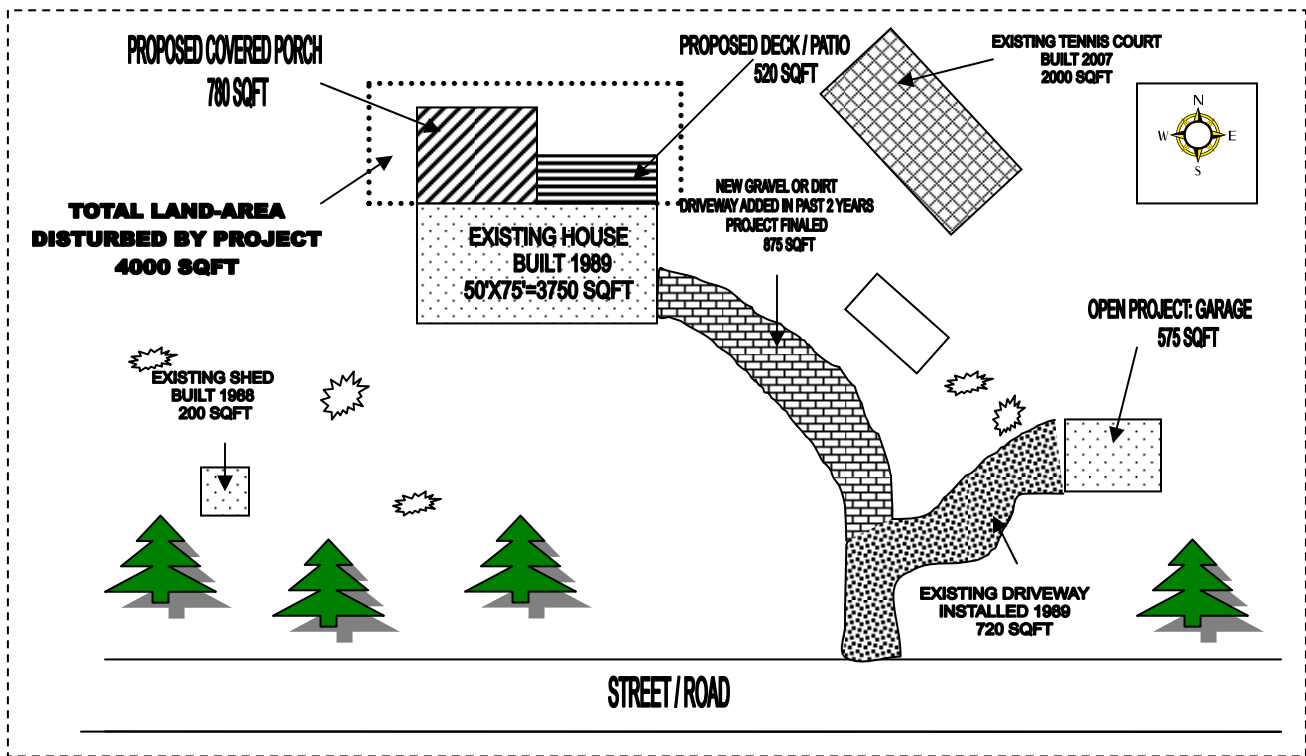 PROPOSED COVERED PORCH
780 SQFT
PROPOSED DECK / PATIO
520 SQFT
EXISTING TENNIS COURT
BUILT 2007
2000 SQFT
N
W E
S
TOTAL LAND-AREA
DISTURBED BY PROJECT
4000 SQFT
NEW GRAVEL OR DIRT
DRIVEWAY ADDED IN PAST 2 YEARS
PROJECT FINALED
875 SQFT
EXISTING HOUSE
BUILT 1989
50'X75'=3750 SQFT
OPEN PROJECT: GARAGE
575 SQFT
EXISTING SHED
BUILT 1988
200 SQFT
EXISTING DRIVEWAY
INSTALLED 1989
720 SQFT
STREET / ROAD